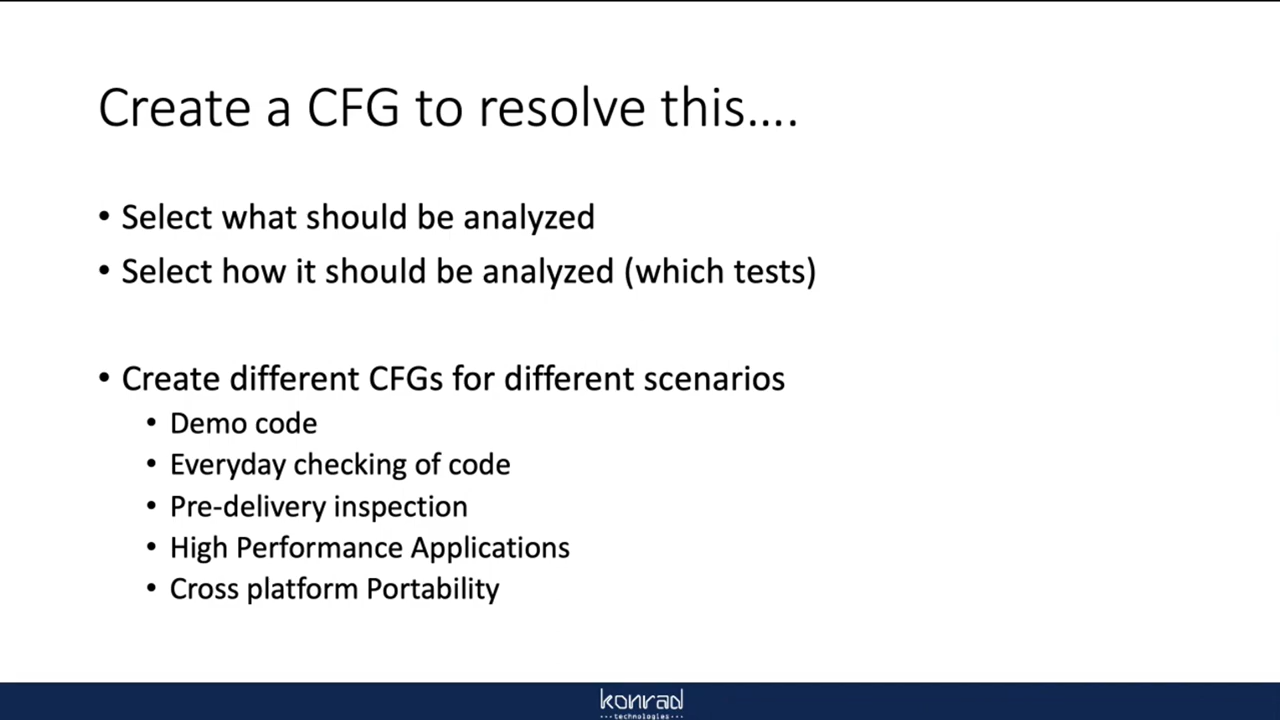 Create a CFG to resolve this....
• Select what should be analyzed
• Select how it should be analyzed (which tests)
• Create different CFGs for different scenarios
• Demo code
• Everyday checking of code
• Pre-delivery inspection
• High Performance Applications
• Cross platform Portability
konrad
technologies